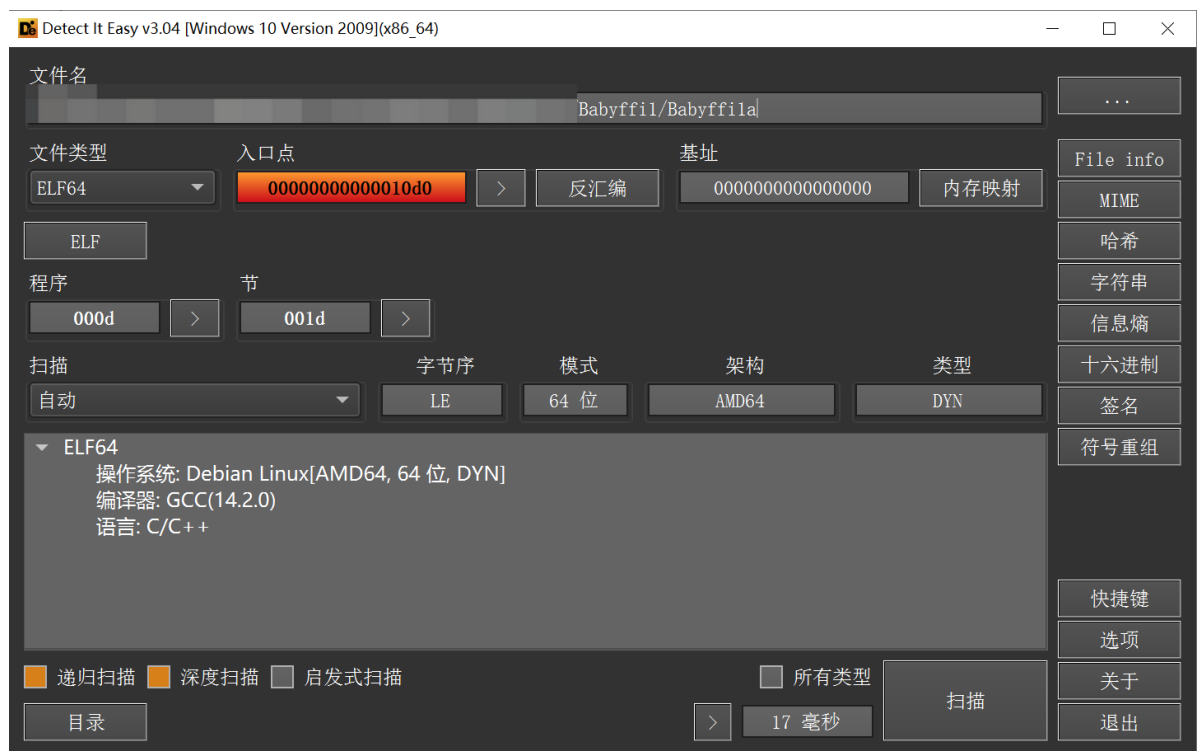 Detect It Easy v3.04 [Windows 10 Version 2009](x86_64)
文件名
/Babyffil/Babyffila
...
文件类型 入口点 基址
File info
ELF64 00000000000010d0 > 反汇编 0000000000000000 内存映射
MIME
ELF
哈希
程序 节
字符串
000d > 001d >
信息熵
扫描 字节序 模式 架构 类型
十六进制
自动 LE 64 位 AMD64 DYN
签名
ELF64
符号重组
操作系统: Debian Linux[AMD64, 64 位, DYN]
编译器: GCC(14.2.0)
语言: C/C++
快捷键
选项
递归扫描 深度扫描 启发式扫描 所有类型 扫描
关于
目录 > 17 毫秒
退出